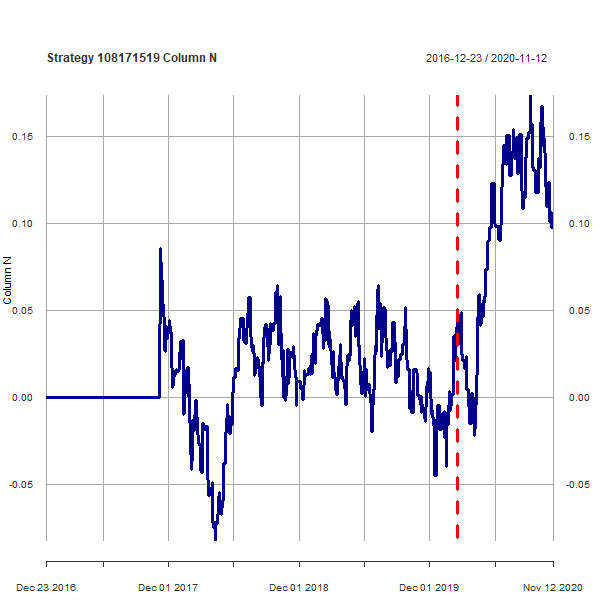 Strategy 108171519 Column N
2016-12-23 / 2020-11-12
0.15
0.15
0.10
0.10
0.05
0.05
Column N
0.00
0.00
-0.05
-0.05
Dec 23 2016
Dec 01 2017
Dec 01 2018
Dec 01 2019
Nov 12 2020